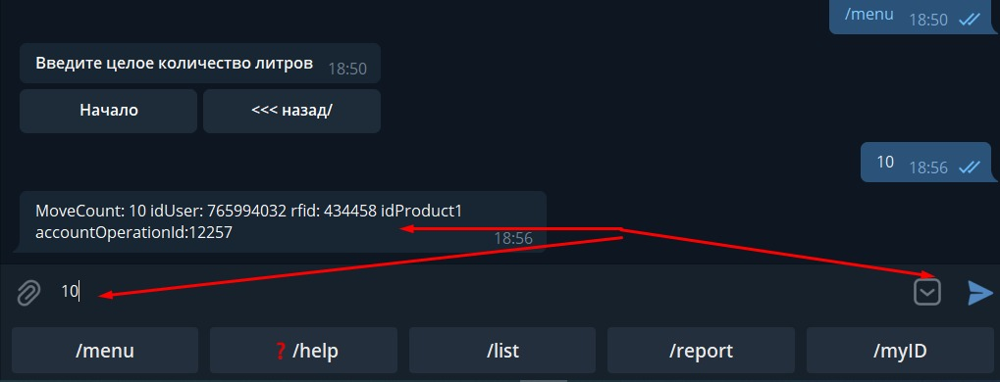 /menu 18:50
Введите целое количество литров 18:50
Начало <<< назад/
10 18:56
MoveCount: 10 idUser: 765994032 rfid: 434458 idProduct1
accountOperationId:12257
18:56
10
/menu ❓ /help /list /report /myID